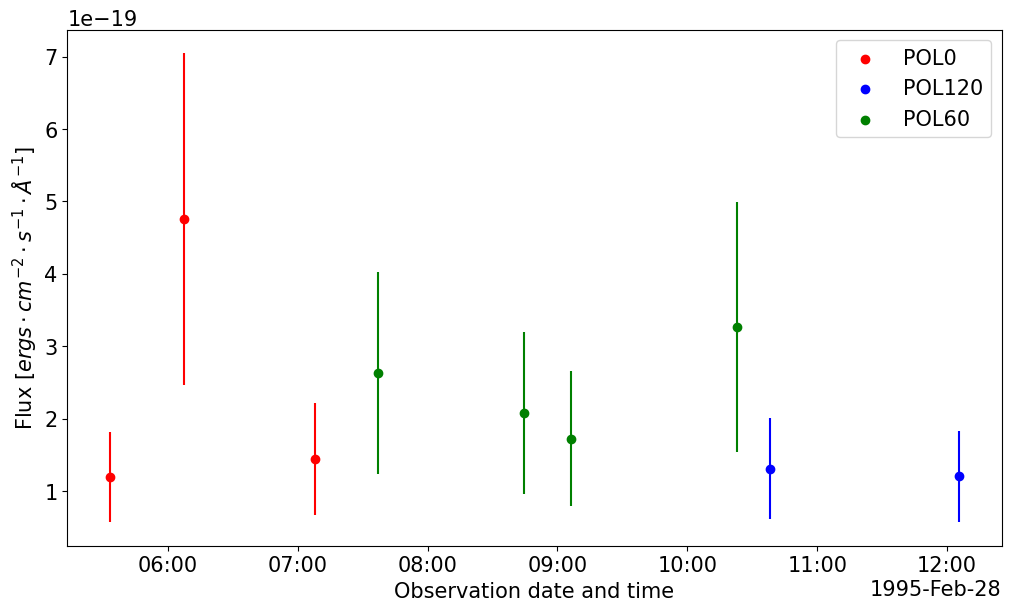 1e−19
7
6
5
4
3
2
1
Flux [ergs · cm⁻² · s⁻¹ · Å⁻¹]
POL0
POL120
POL60
06:00 07:00 08:00 09:00 10:00 11:00 12:00
Observation date and time
1995-Feb-28